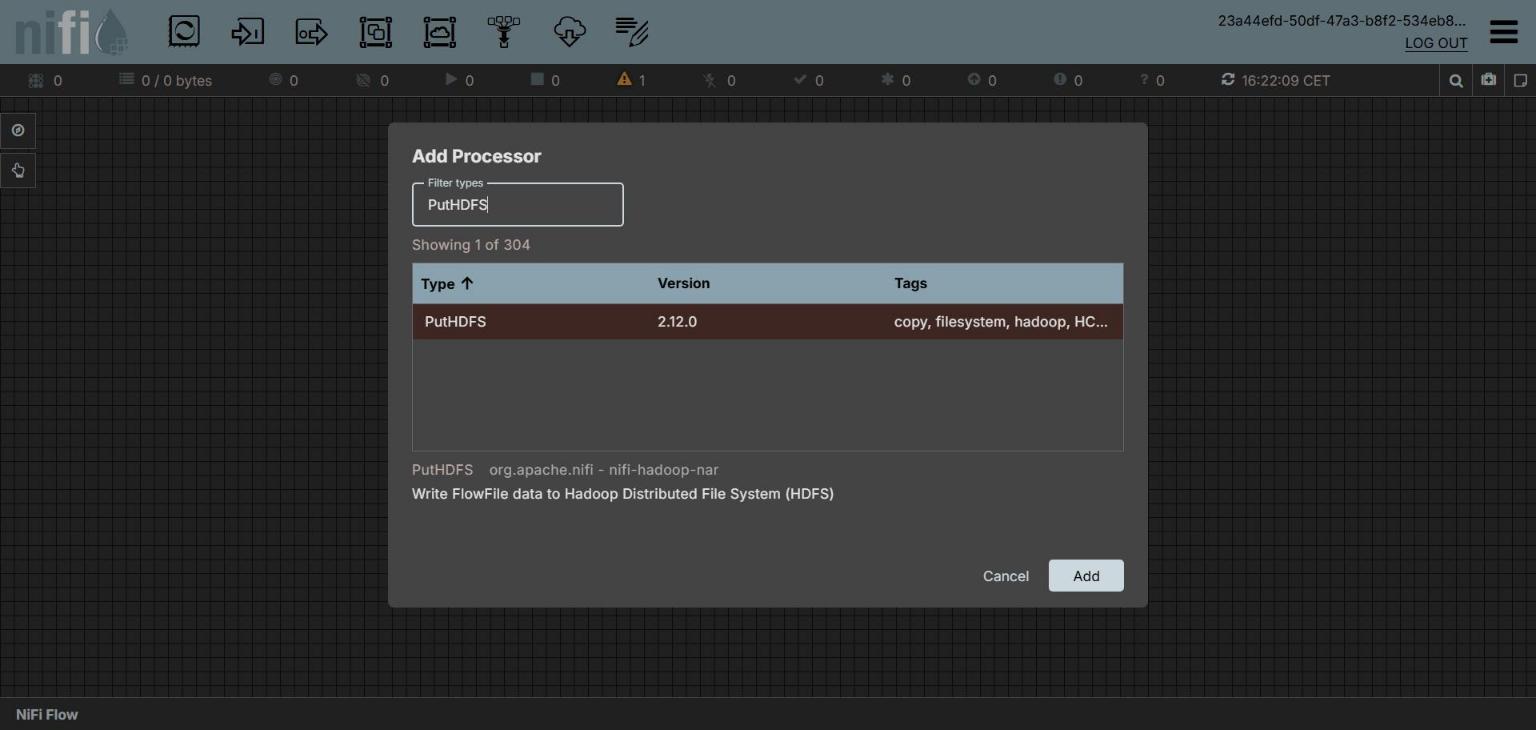 nifi
23a44efd-50df-47a3-b8f2-534eb8...
LOG OUT
0 0 / 0 bytes 0 0 0 0 1 0 0 0 0 0 ? 0 16:22:09 CET
Add Processor
Filter types
PutHDFS
Showing 1 of 304
Type Version Tags
PutHDFS 2.12.0 copy, filesystem, hadoop, HC...
PutHDFS org.apache.nifi - nifi-hadoop-nar
Write FlowFile data to Hadoop Distributed File System (HDFS)
Cancel Add
NiFi Flow